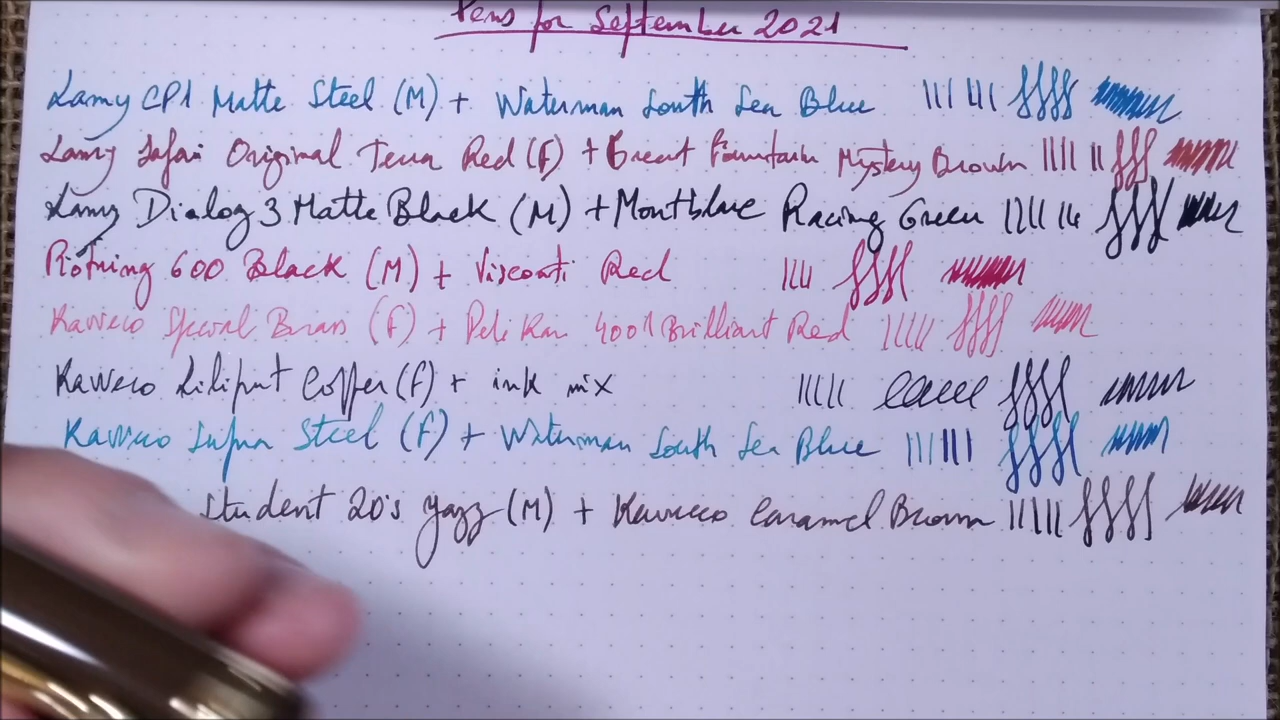 Pens for September 2021
Lamy CP1 Matte Steel (M) + Waterman South Sea Blue
Lamy Safari Original Terra Red (F) + Great Fountain Mystery Brown
Lamy Dialog 3 Matte Black (M) + Montblanc Racing Green
Rotring 600 Black (M) + Visconti Red
Kaweco Special Brass (F) + Pelikan 4001 Brilliant Red
Kaweco Liliput Copper (F) + ink mix
Kaweco Supra Steel (F) + Waterman South Sea Blue
Student 20's Yazz (M) + Kaweco Caramel Brown